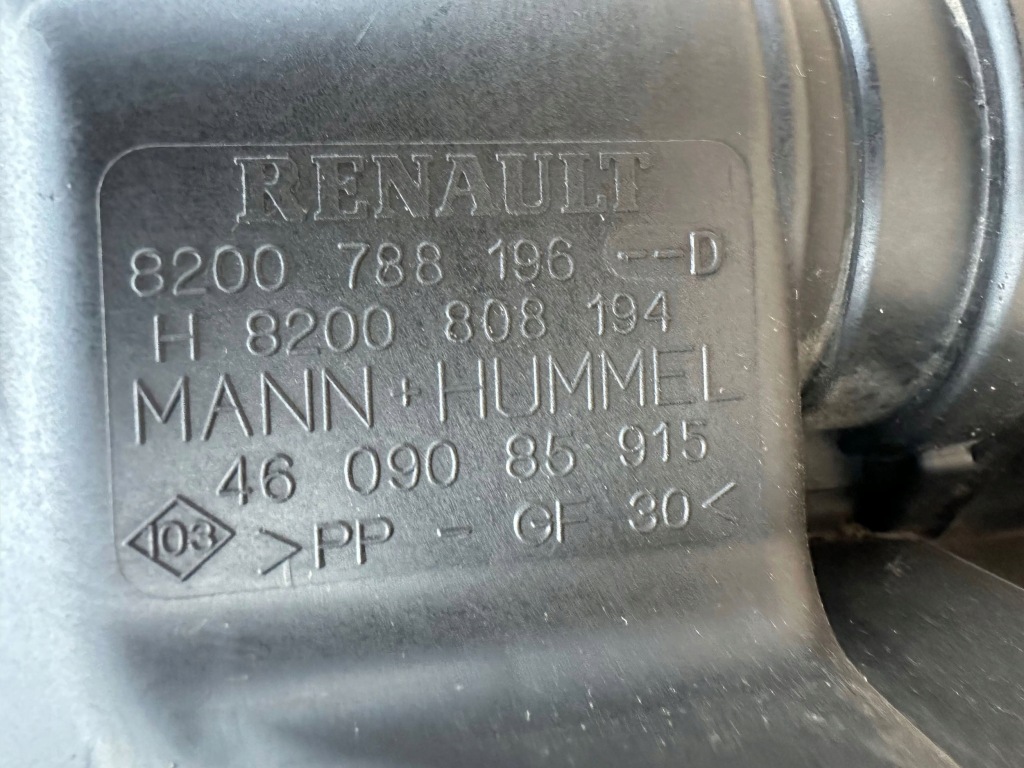 RENAULT
8200 788 196 --D
H 8200 808 194
MANN+HUMMEL
46 090 85 915
103 >PP - GF 30<